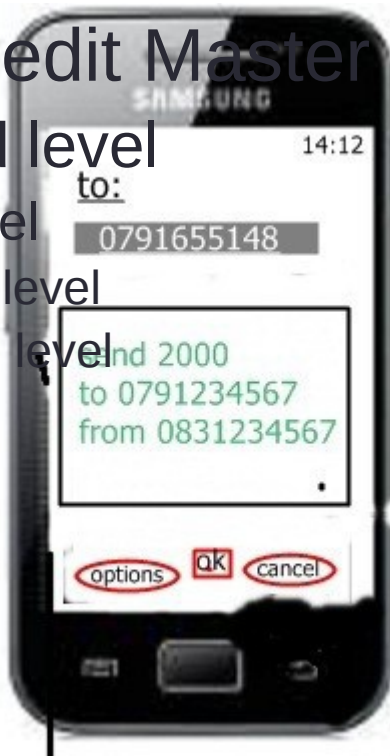 edit Master
SAMSUNG
l level
14:12
to:
el
0791655148
level
level
send 2000
to 0791234567
from 0831234567
options
ok
cancel